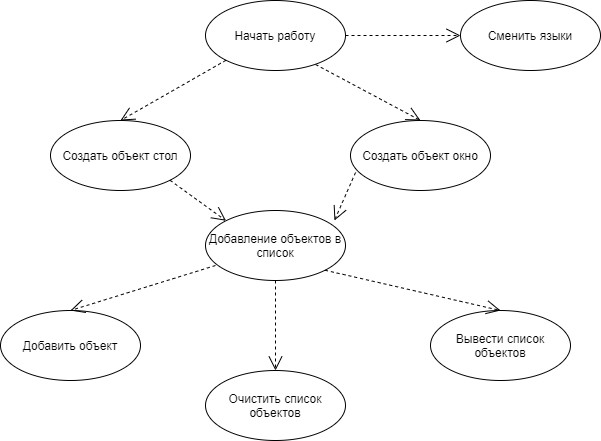 Начать работу
Сменить языки
Создать объект стол
Создать объект окно
Добавление объектов в
список
Добавить объект
Вывести список
объектов
Очистить список
объектов